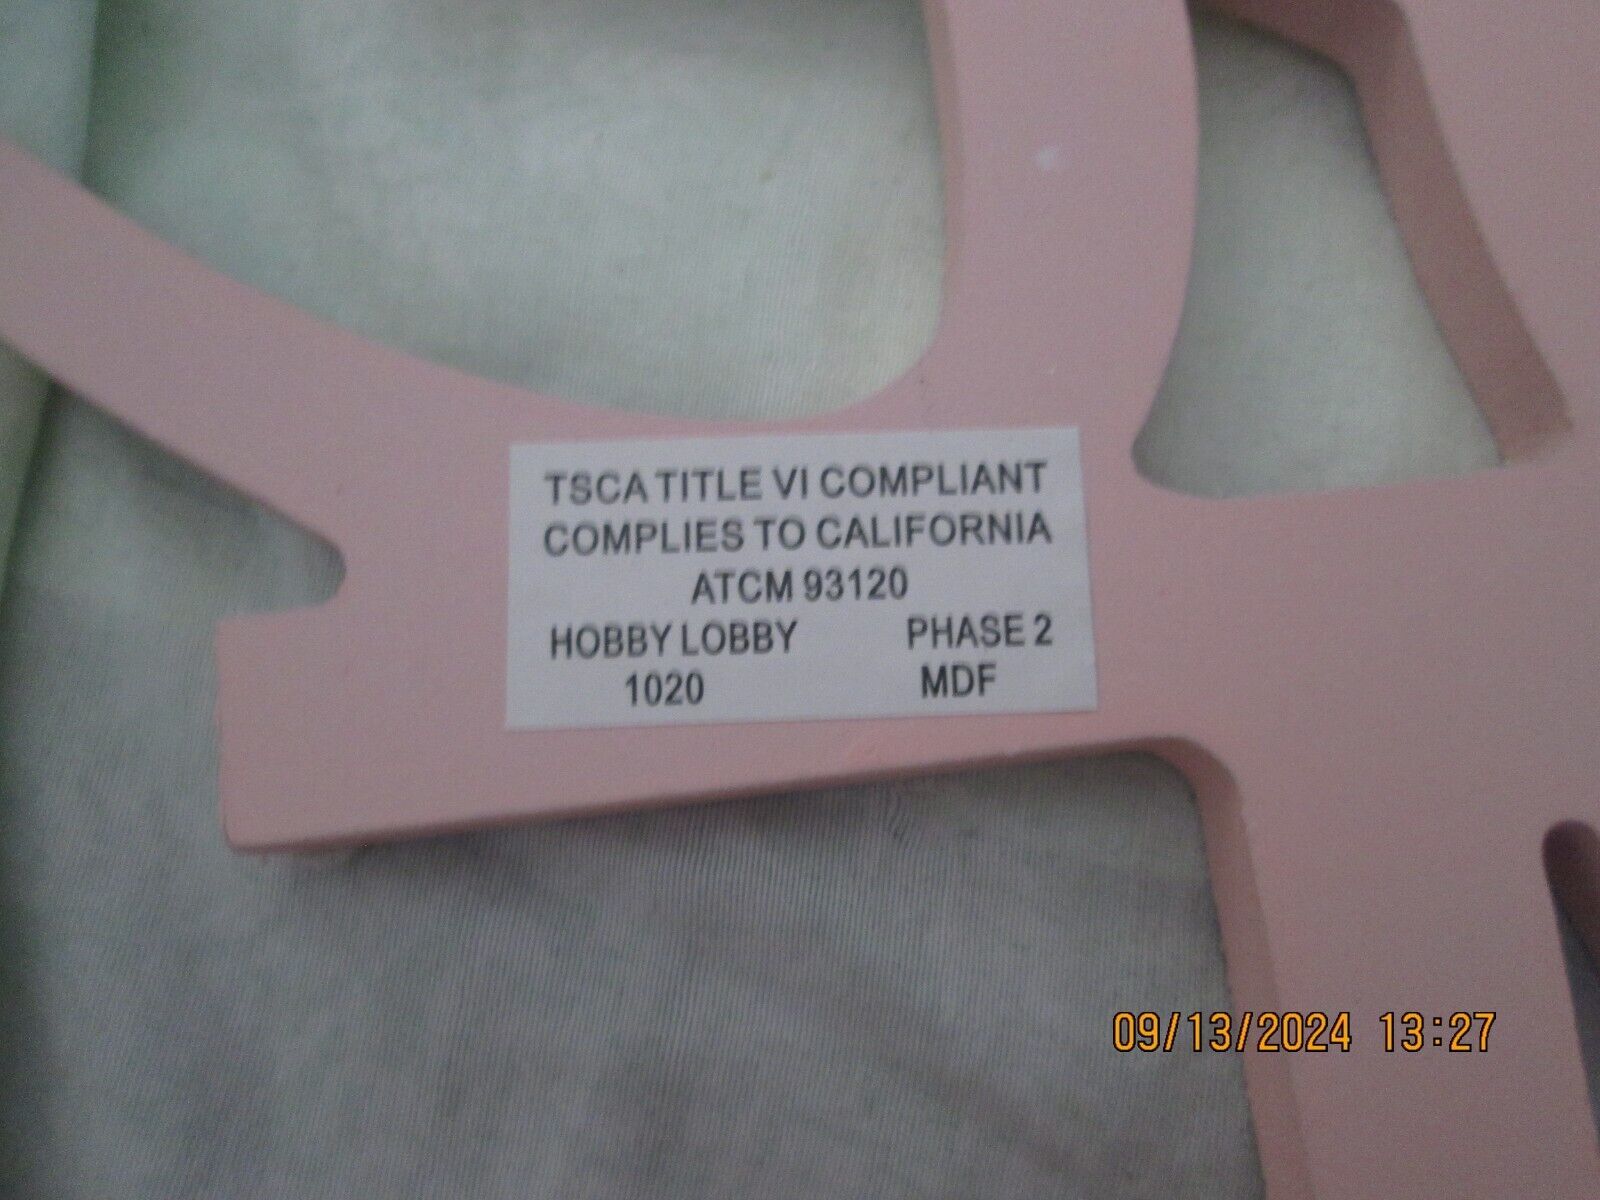 TSCA TITLE VI COMPLIANT
COMPLIES TO CALIFORNIA
ATCM 93120
HOBBY LOBBY PHASE 2
1020 MDF
09/13/2024 13:27